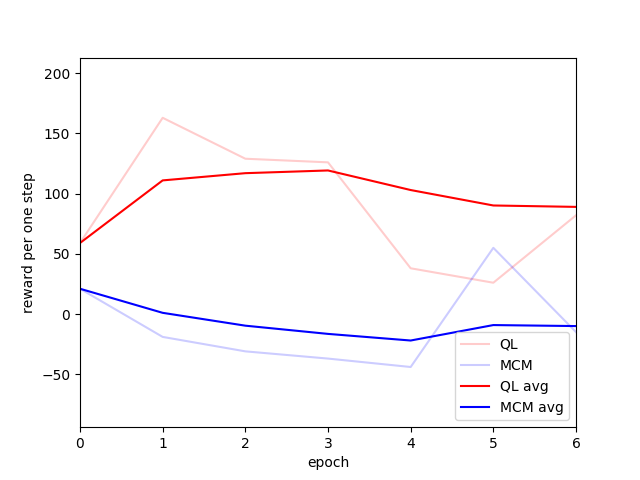 200
150
100
50
0
−50
reward per one step
0 1 2 3 4 5 6
epoch
QL
MCM
QL avg
MCM avg